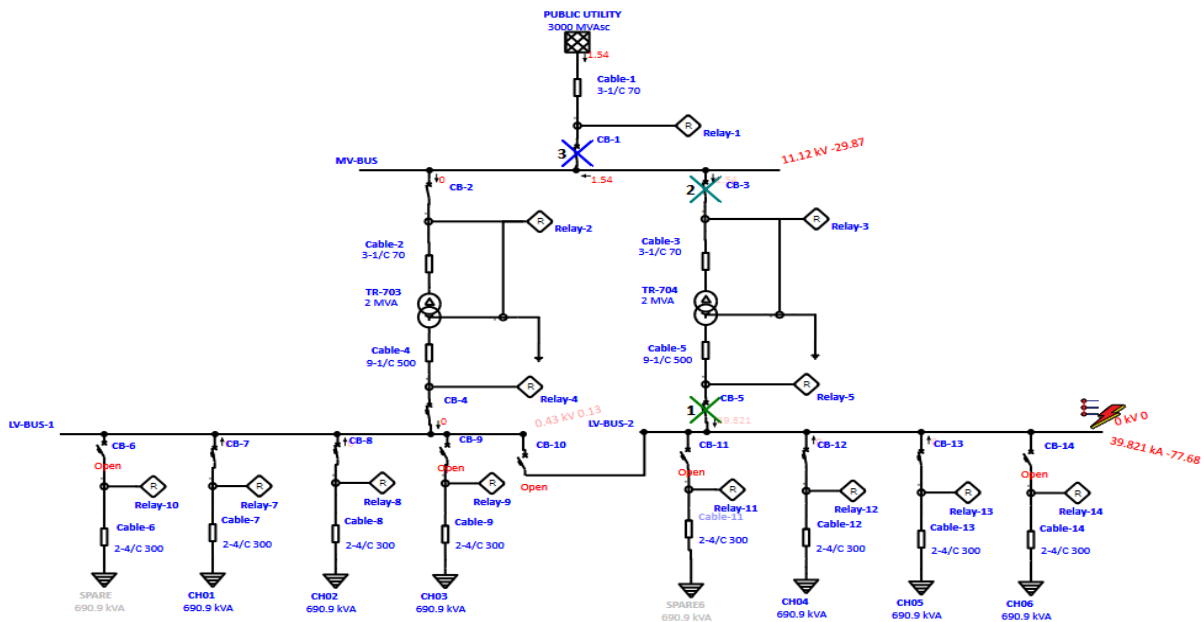 PUBLIC UTILITY
3000 MVAsc
1.54
Cable-1
3-1/C 70
R
Relay-1
CB-1
3
11.12 kV -29.87
MV-BUS
0
1.54
CB-2
2
CB-3
R
Relay-2
R
Relay-3
Cable-2
3-1/C 70
Cable-3
3-1/C 70
TR-703
2 MVA
TR-704
2 MVA
Cable-4
9-1/C 500
Cable-5
9-1/C 500
R
Relay-4
R
Relay-5
CB-4
1
CB-5
0
0.43 kV 0.13
0 kV 0
39.821 kA -77.68
LV-BUS-1
LV-BUS-2
CB-6
CB-7
CB-8
CB-9
CB-10
CB-11
CB-12
CB-13
CB-14
Open
Open
Open
Open
Open
R
R
R
R
R
R
R
R
Relay-10
Relay-7
Relay-8
Relay-9
Relay-11
Relay-12
Relay-13
Relay-14
Cable-6
2-4/C 300
Cable-7
2-4/C 300
Cable-8
2-4/C 300
Cable-9
2-4/C 300
Cable-11
2-4/C 300
Cable-12
2-4/C 300
Cable-13
2-4/C 300
Cable-14
2-4/C 300
SPARE
690.9 kVA
CH01
690.9 kVA
CH02
690.9 kVA
CH03
690.9 kVA
SPARE6
690.9 kVA
CH04
690.9 kVA
CH05
690.9 kVA
CH06
690.9 kVA